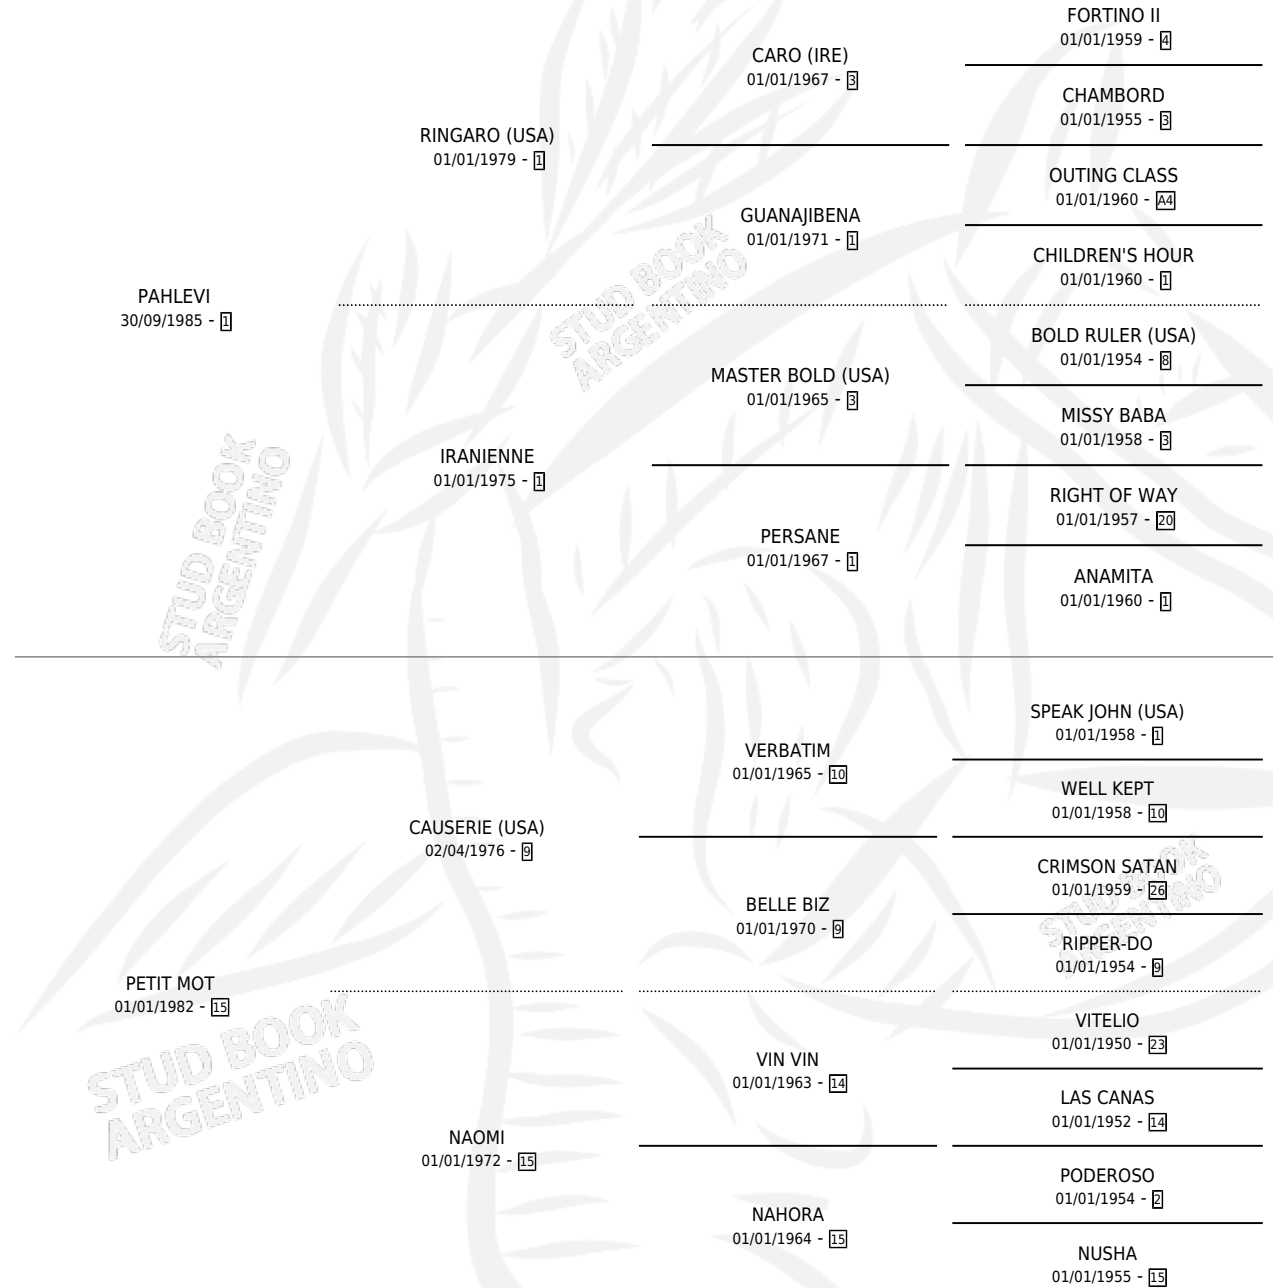 FORTINO II
01/01/1959 - 4
CARO (IRE)
01/01/1967 - 3
CHAMBORD
01/01/1955 - 3
RINGARO (USA)
01/01/1979 - 1
OUTING CLASS
01/01/1960 - A4
GUANAJIBENA
01/01/1971 - 1
CHILDREN'S HOUR
01/01/1960 - 1
PAHLEVI
30/09/1985 - 1
BOLD RULER (USA)
01/01/1954 - 8
MASTER BOLD (USA)
01/01/1965 - 3
MISSY BABA
01/01/1958 - 3
IRANIENNE
01/01/1975 - 1
RIGHT OF WAY
01/01/1957 - 20
PERSANE
01/01/1967 - 1
ANAMITA
01/01/1960 - 1
STUD BOOK
ARGENTINO
STUD BOOK
ARGENTINO
SPEAK JOHN (USA)
01/01/1958 - 1
VERBATIM
01/01/1965 - 10
WELL KEPT
01/01/1958 - 10
CAUSERIE (USA)
02/04/1976 - 9
CRIMSON SATAN
01/01/1959 - 26
BELLE BIZ
01/01/1970 - 9
RIPPER-DO
01/01/1954 - 9
PETIT MOT
01/01/1982 - 15
VITELIO
01/01/1950 - 23
VIN VIN
01/01/1963 - 14
LAS CANAS
01/01/1952 - 14
NAOMI
01/01/1972 - 15
PODEROSO
01/01/1954 - 2
NAHORA
01/01/1964 - 15
NUSHA
01/01/1955 - 15
STUD BOOK
ARGENTINO
STUD BOOK
ARGENTINO